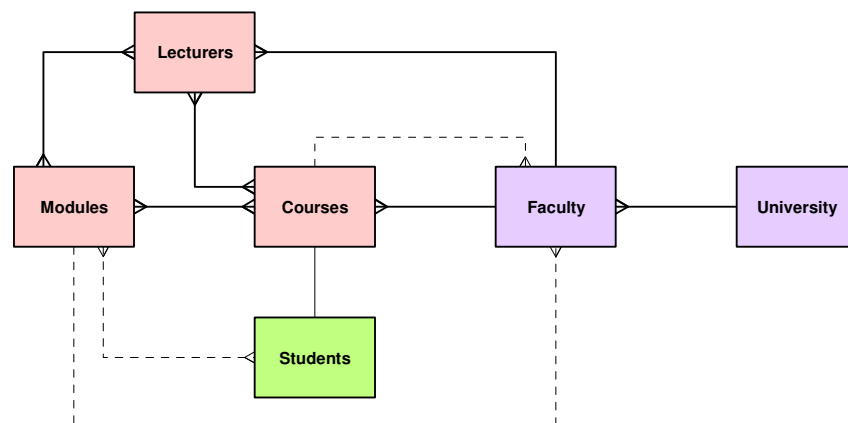 Lecturers
Modules
Courses
Faculty
University
Students